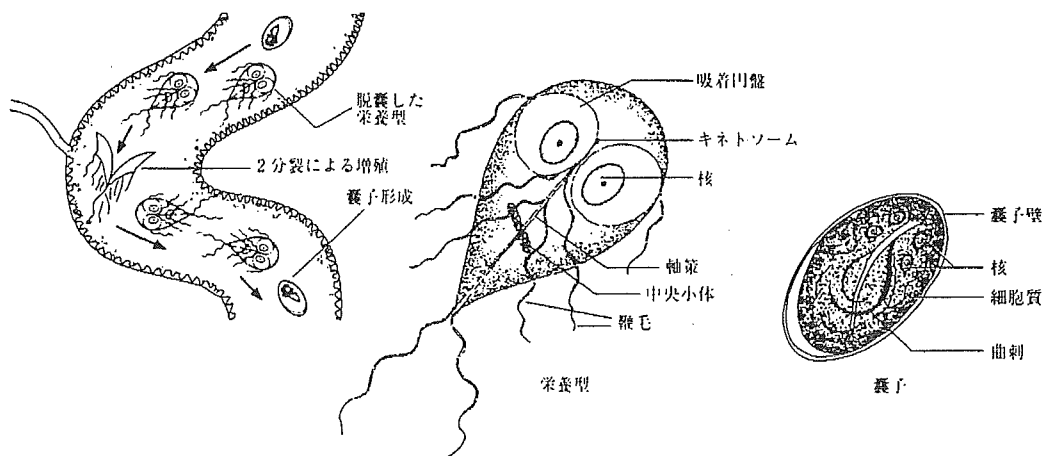 脱嚢した
栄養型
2分裂による増殖
嚢子形成
吸着円盤
キネトソーム
核
軸策
中央小体
鞭毛
栄養型
嚢子壁
核
細胞質
曲刺
嚢子